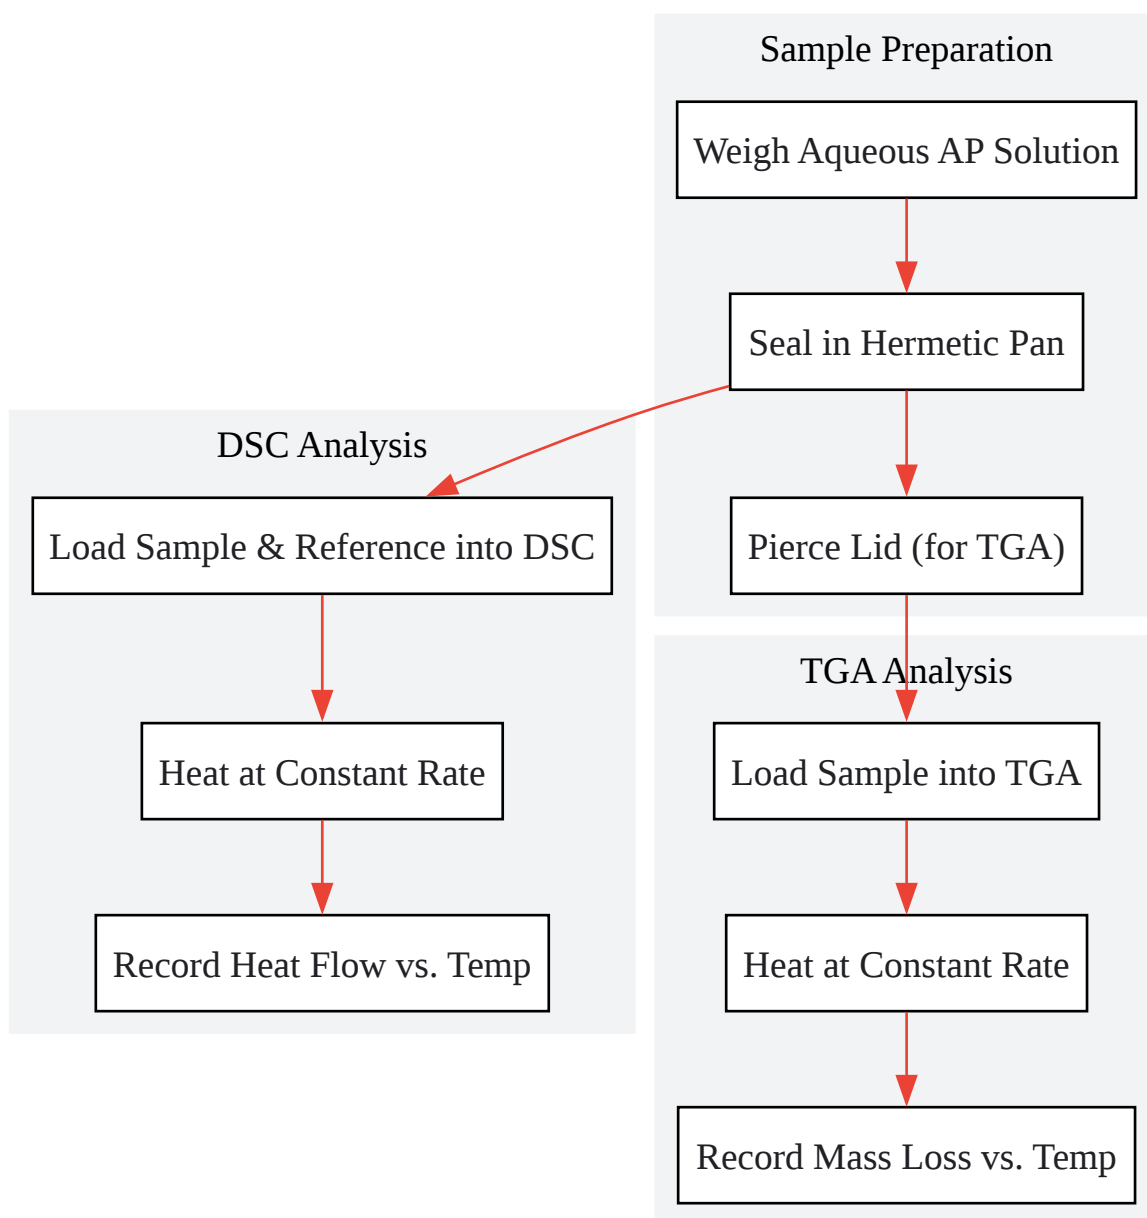 Sample Preparation
Weigh Aqueous AP Solution
Seal in Hermetic Pan
Pierce Lid (for TGA)
DSC Analysis
Load Sample & Reference into DSC
Heat at Constant Rate
Record Heat Flow vs. Temp
TGA Analysis
Load Sample into TGA
Heat at Constant Rate
Record Mass Loss vs. Temp